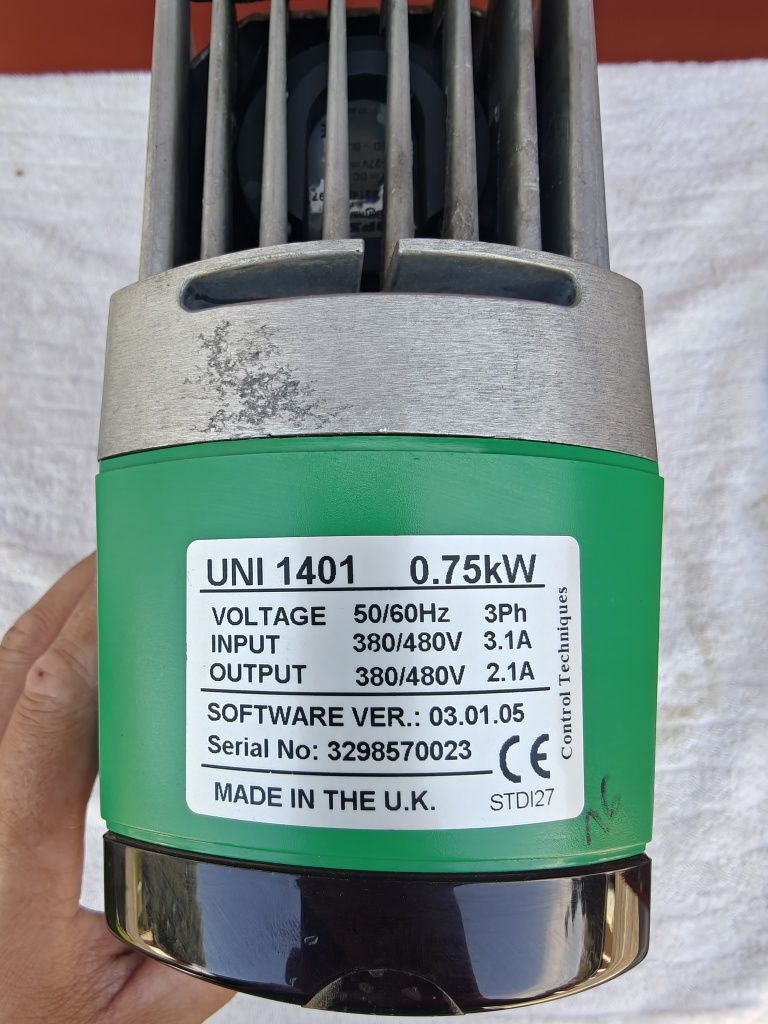 UNI 1401 0.75kW
VOLTAGE 50/60Hz 3Ph
INPUT 380/480V 3.1A
OUTPUT 380/480V 2.1A
SOFTWARE VER.: 03.01.05
Serial No: 3298570023
CE
MADE IN THE U.K. STDI27
Control Techniques